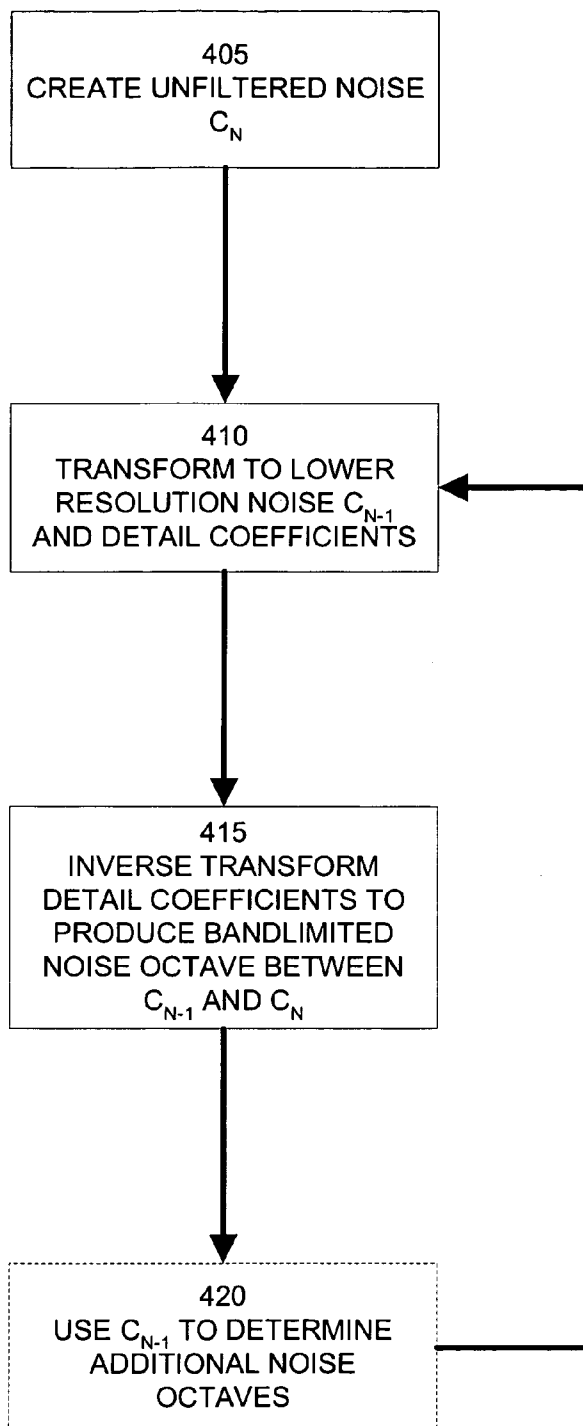 405
CREATE UNFILTERED NOISE
C_N
410
TRANSFORM TO LOWER
RESOLUTION NOISE C_N-1
AND DETAIL COEFFICIENTS
415
INVERSE TRANSFORM
DETAIL COEFFICIENTS TO
PRODUCE BANDLIMITED
NOISE OCTAVE BETWEEN
C_N-1 AND C_N
420
USE C_N-1 TO DETERMINE
ADDITIONAL NOISE
OCTAVES